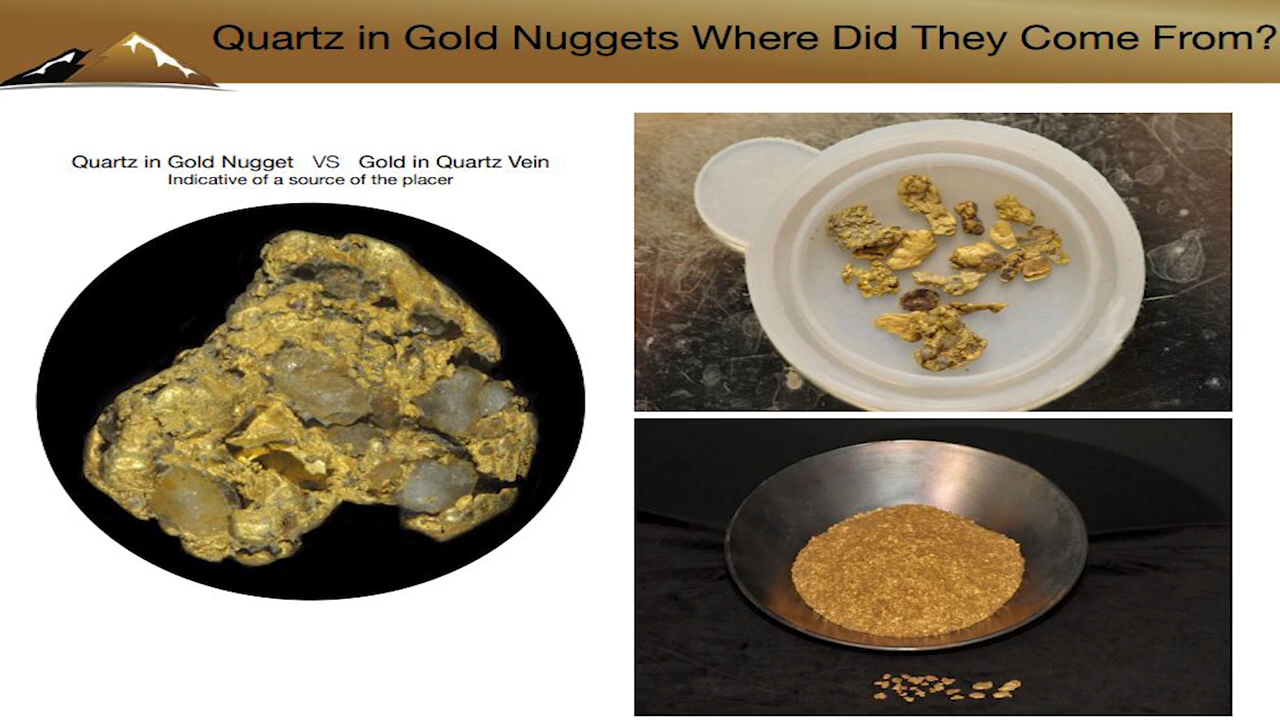 Quartz in Gold Nuggets Where Did They Come From?
Quartz in Gold Nugget VS Gold in Quartz Vein
Indicative of a source of the placer